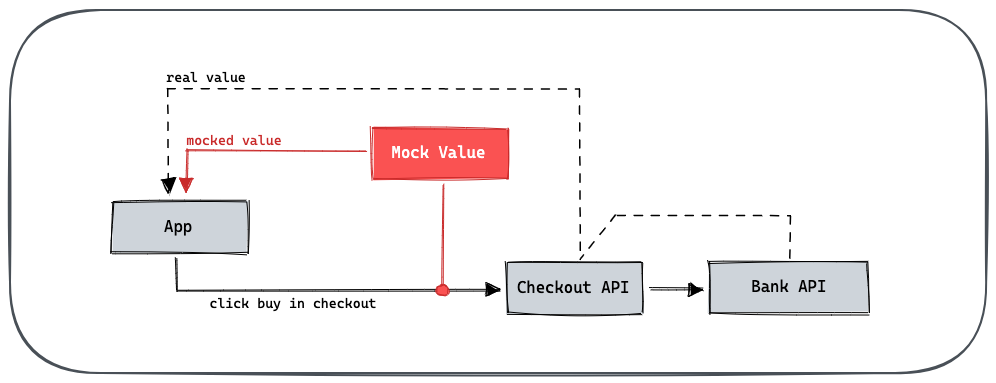 real value
mocked value
Mock Value
App
click buy in checkout
Checkout API
Bank API